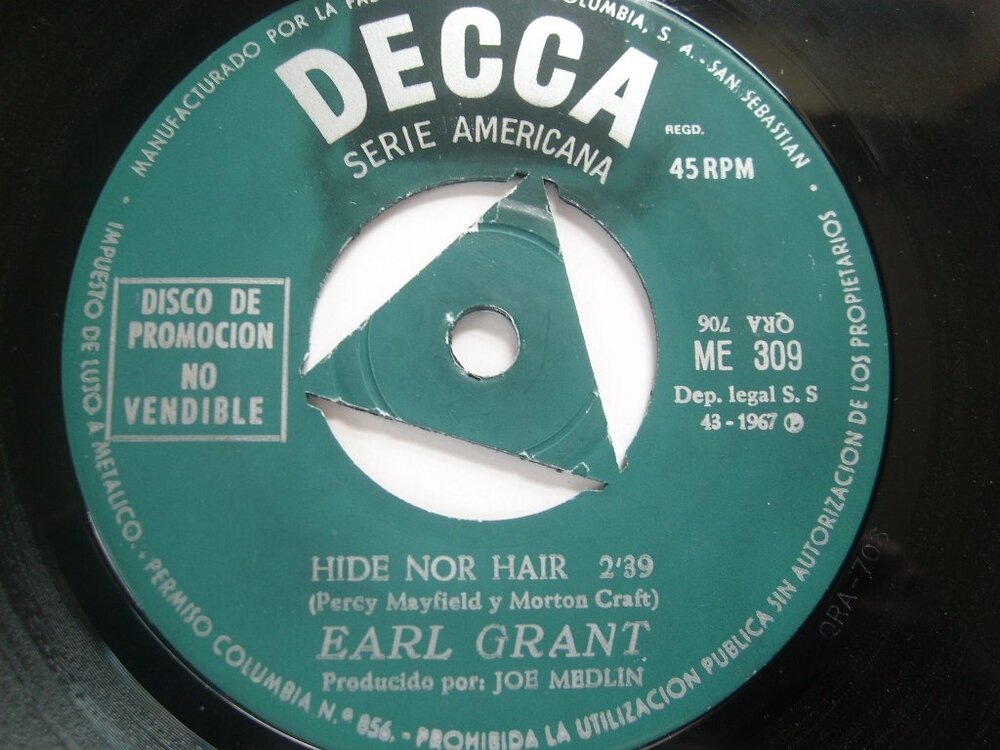 MANUFACTURADO POR LA
COLUMBIA, S. A. - SAN SEBASTIAN
DECCA
SERIE AMERICANA
REGD.
45 RPM
DISCO DE
PROMOCION
NO
VENDIBLE
QRA 706
ME 309
Dep. legal S. S
43 - 1967 Ⓟ
HIDE NOR HAIR 2'39
(Percy Mayfield y Morton Craft)
EARL GRANT
Producido por: JOE MEDLIN
IMPUESTO DE LUJO A METALICO. - PERMISO COLUMBIA N.º 856. - PROHIBIDA LA UTILIZACION PUBLICA SIN AUTORIZACION DE LOS PROPIETARIOS
QRA-706